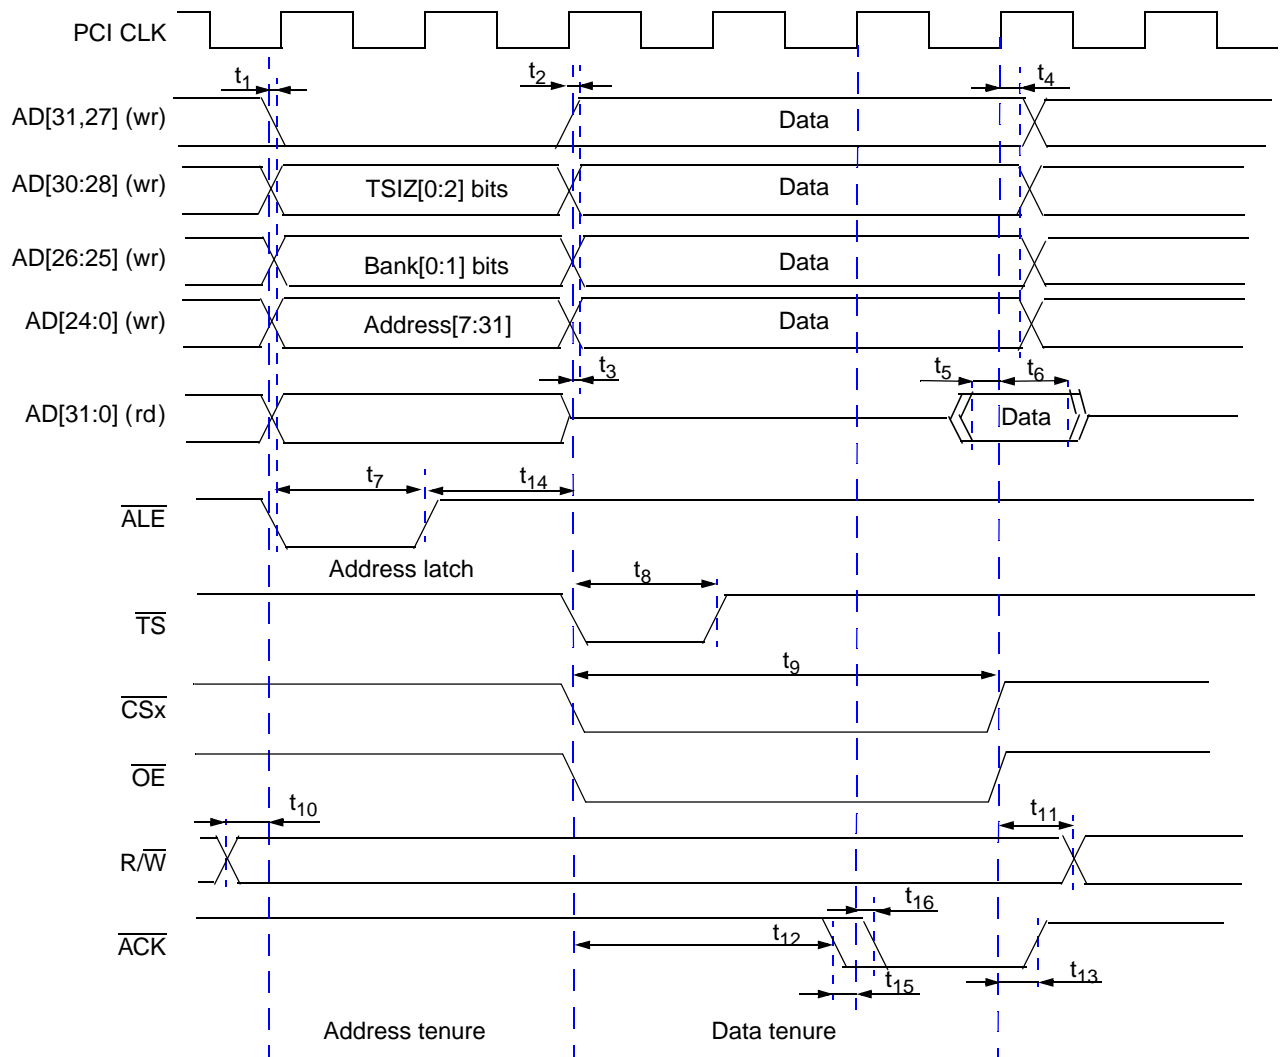 PCI CLK
t1 t2 t4
AD[31,27] (wr) Data
AD[30:28] (wr) TSIZ[0:2] bits Data
AD[26:25] (wr) Bank[0:1] bits Data
AD[24:0] (wr) Address[7:31] Data
t3 t5 t6
AD[31:0] (rd) Data
t7 t14
ALE
Address latch t8
TS
t9
CSx
OE
t10 t11
R/W
t16
ACK t12
t15 t13
Address tenure Data tenure